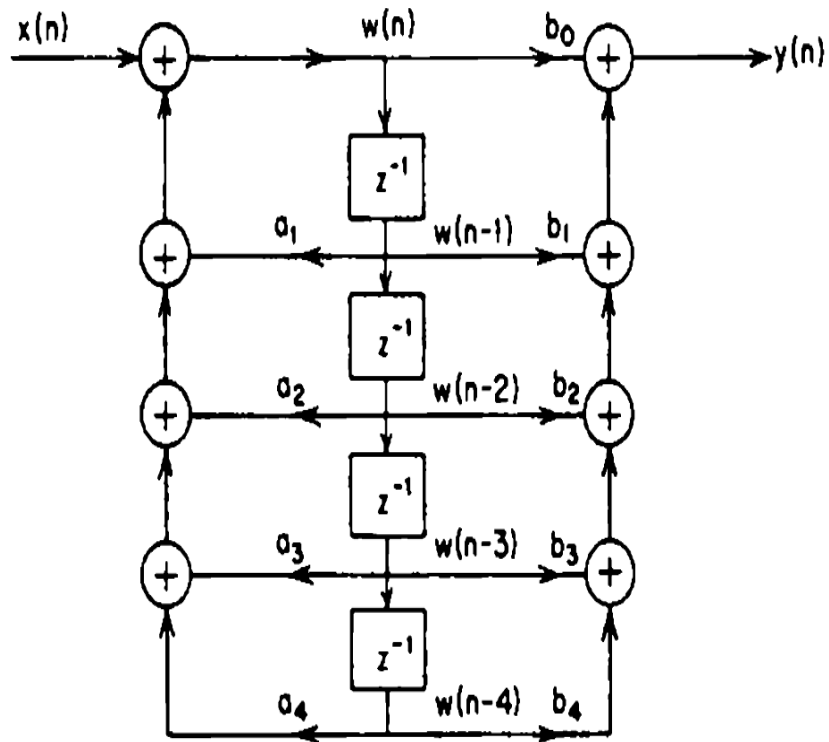 x(n) w(n) b₀
+ + y(n)
z⁻¹
+ a₁ w(n-1) b₁ +
z⁻¹
+ a₂ w(n-2) b₂ +
z⁻¹
+ a₃ w(n-3) b₃ +
z⁻¹
a₄ w(n-4) b₄